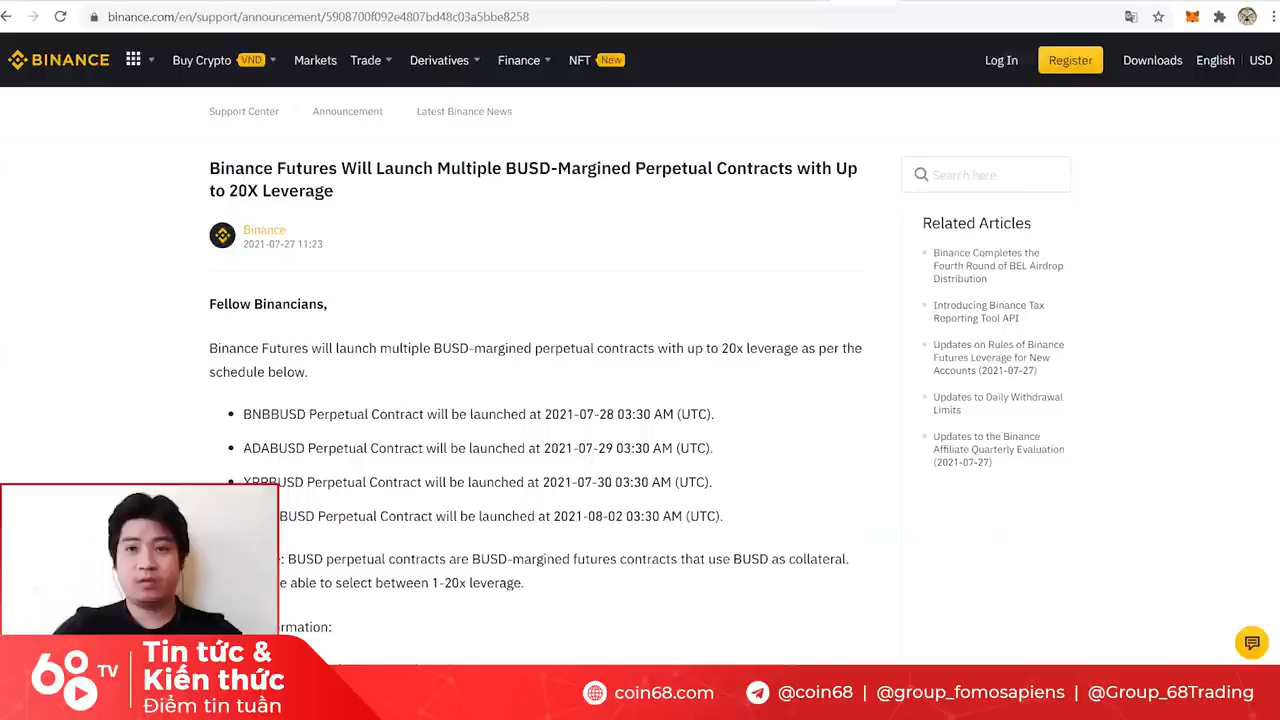 binance.com/en/support/announcement/5908700f092e4807bd48c03a5bbe8258
BINANCE
Buy Crypto VND Markets Trade Derivatives Finance NFT New Log In Register Downloads English USD
Support Center Announcement Latest Binance News
Binance Futures Will Launch Multiple BUSD-Margined Perpetual Contracts with Up
to 20X Leverage
Binance
2021-07-27 11:23
Fellow Binancians,
Binance Futures will launch multiple BUSD-margined perpetual contracts with up to 20x leverage as per the
schedule below.
BNBBUSD Perpetual Contract will be launched at 2021-07-28 03:30 AM (UTC).
ADABUSD Perpetual Contract will be launched at 2021-07-29 03:30 AM (UTC).
XRPBUSD Perpetual Contract will be launched at 2021-07-30 03:30 AM (UTC).
BUSD Perpetual Contract will be launched at 2021-08-02 03:30 AM (UTC).
: BUSD perpetual contracts are BUSD-margined futures contracts that use BUSD as collateral.
e able to select between 1-20x leverage.
rmation:
Search here
Related Articles
Binance Completes the
Fourth Round of BEL Airdrop
Distribution
Introducing Binance Tax
Reporting Tool API
Updates on Rules of Binance
Futures Leverage for New
Accounts (2021-07-27)
Updates to Daily Withdrawal
Limits
Updates to the Binance
Affiliate Quarterly Evaluation
(2021-07-27)
68 TV
Tin tức &
Kiến thức
Điểm tin tuần
coin68.com @coin68 | @group_fomosapiens | @Group_68Trading